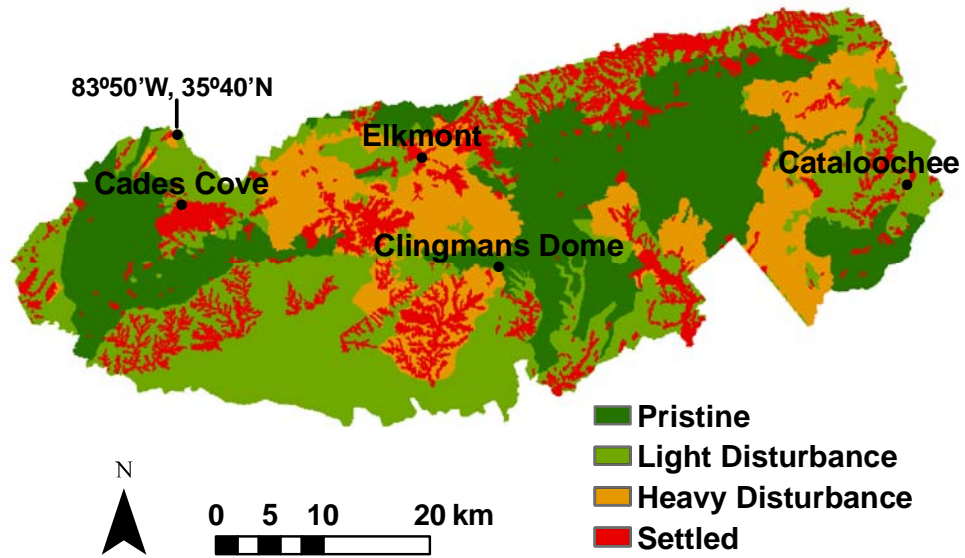 83º50'W, 35º40'N
Elkmont
Cades Cove
Cataloochee
Clingmans Dome
Pristine
Light Disturbance
Heavy Disturbance
Settled
N
0 5 10 20 km